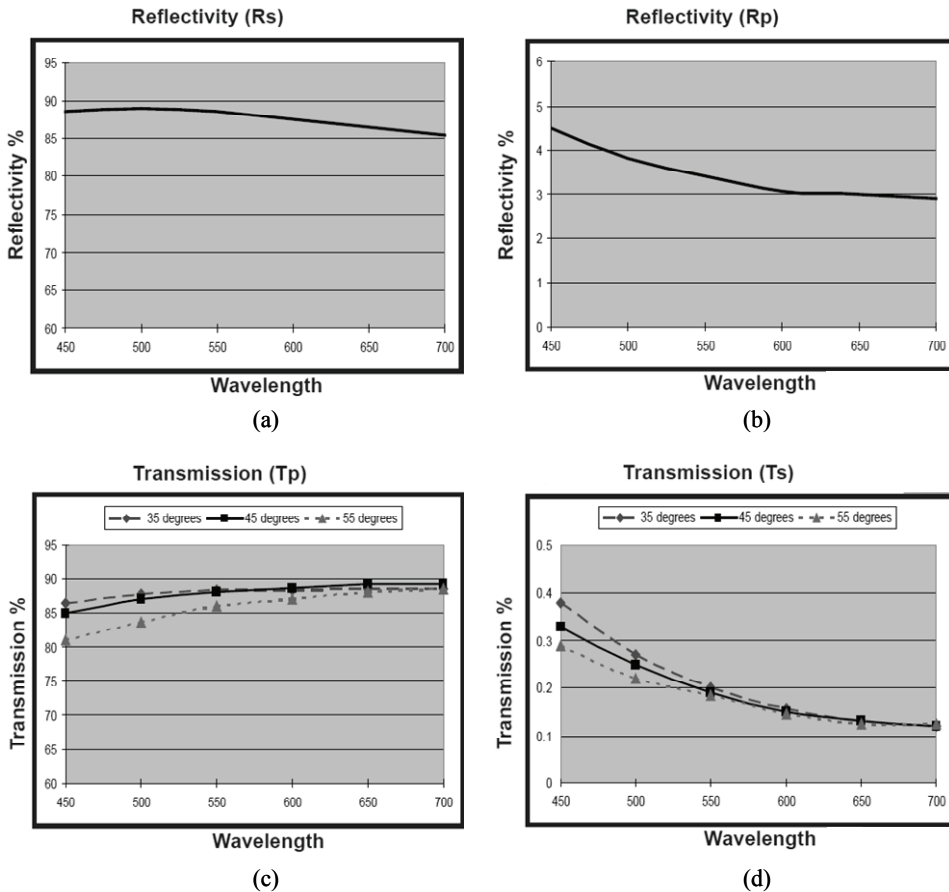 Reflectivity (Rs)
Reflectivity %
95
90
85
80
75
70
65
60
450 500 550 600 650 700
Wavelength
(a)
Reflectivity (Rp)
Reflectivity %
6
5
4
3
2
1
0
450 500 550 600 650 700
Wavelength
(b)
Transmission (Tp)
35 degrees 45 degrees 55 degrees
Transmission %
95
90
85
80
75
70
65
60
450 500 550 600 650 700
Wavelength
(c)
Transmission (Ts)
35 degrees 45 degrees 55 degrees
Transmission %
0.5
0.4
0.3
0.2
0.1
0
450 500 550 600 650 700
Wavelength
(d)